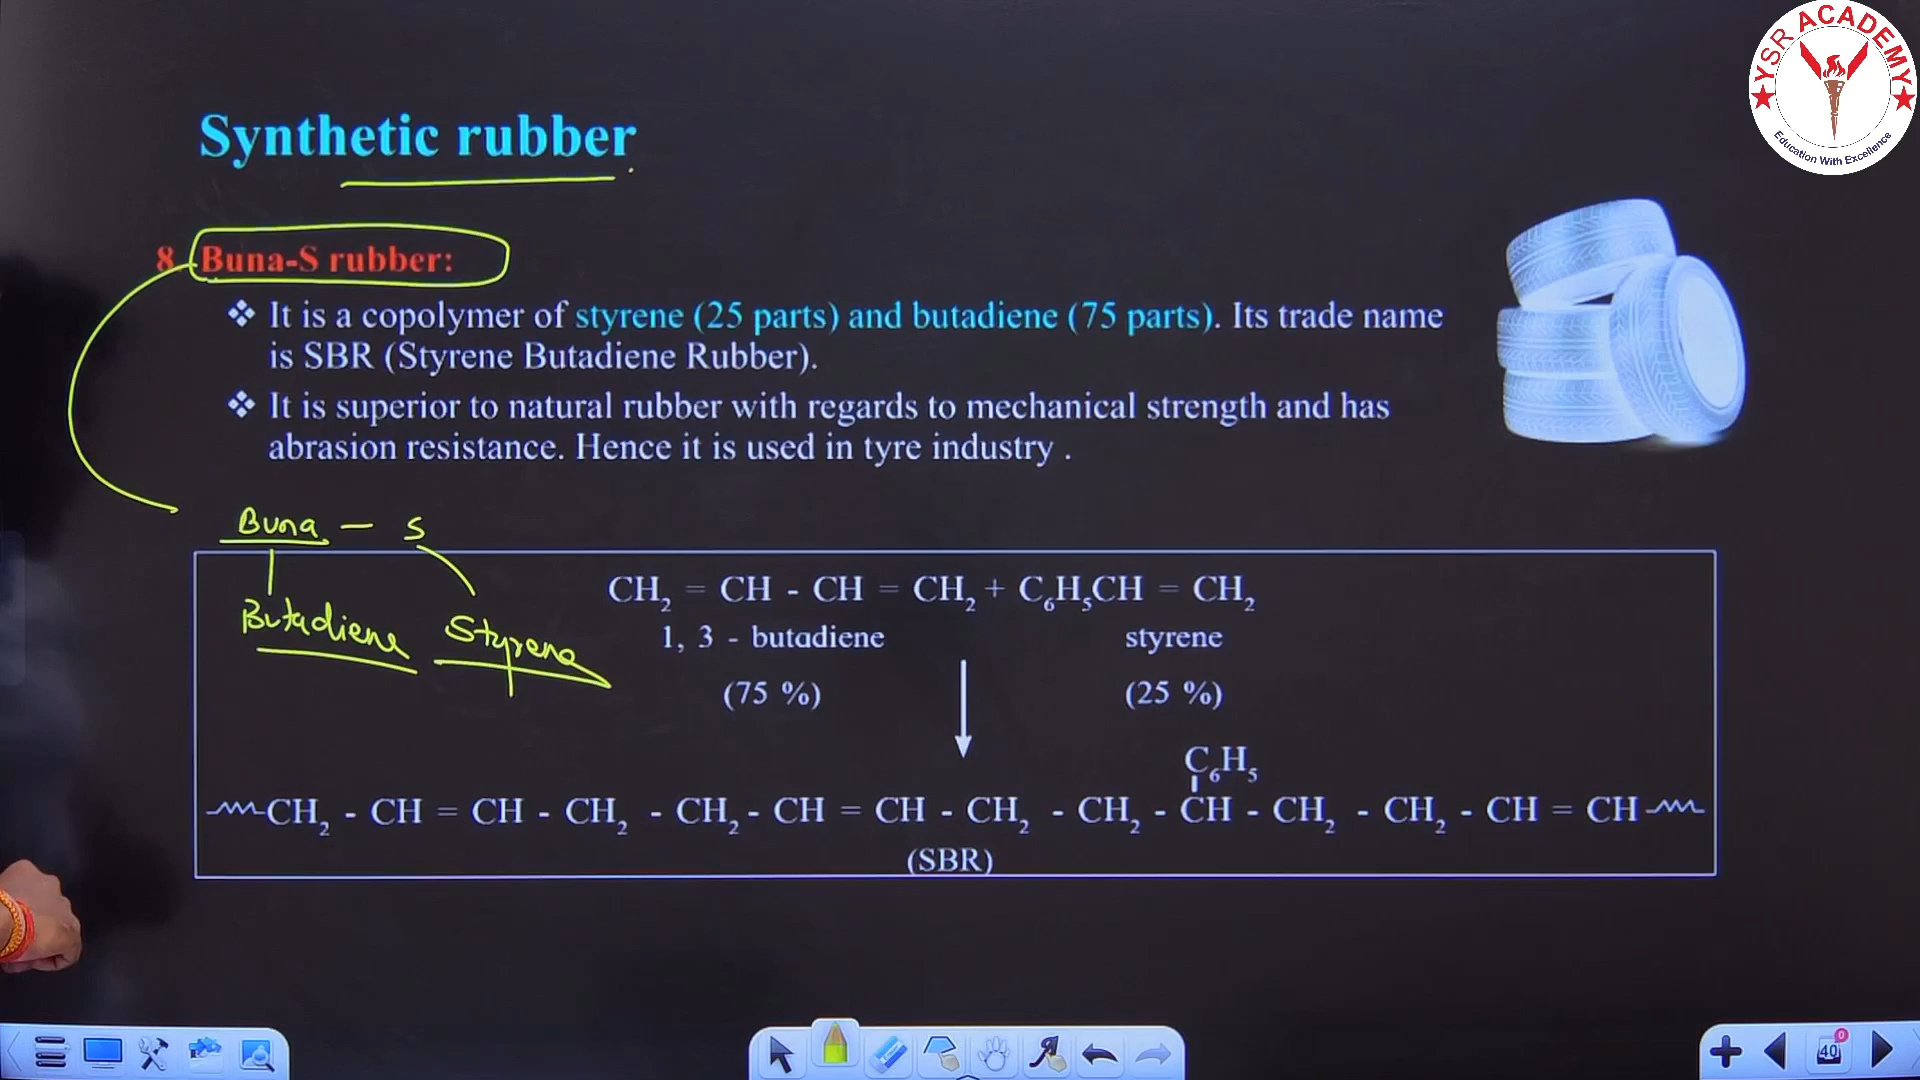 YSR ACADEMY
Education With Excellence
Synthetic rubber
8 Buna-S rubber:
❖ It is a copolymer of styrene (25 parts) and butadiene (75 parts). Its trade name
is SBR (Styrene Butadiene Rubber).
❖ It is superior to natural rubber with regards to mechanical strength and has
abrasion resistance. Hence it is used in tyre industry .
Buna – S
Butadiene Styrene
CH₂ = CH - CH = CH₂ + C₆H₅CH = CH₂
1, 3 - butadiene styrene
(75 %) (25 %)
C₆H₅
CH₂ - CH = CH - CH₂ - CH₂ - CH = CH - CH₂ - CH₂ - CH - CH₂ - CH₂ - CH = CH
(SBR)
40 0